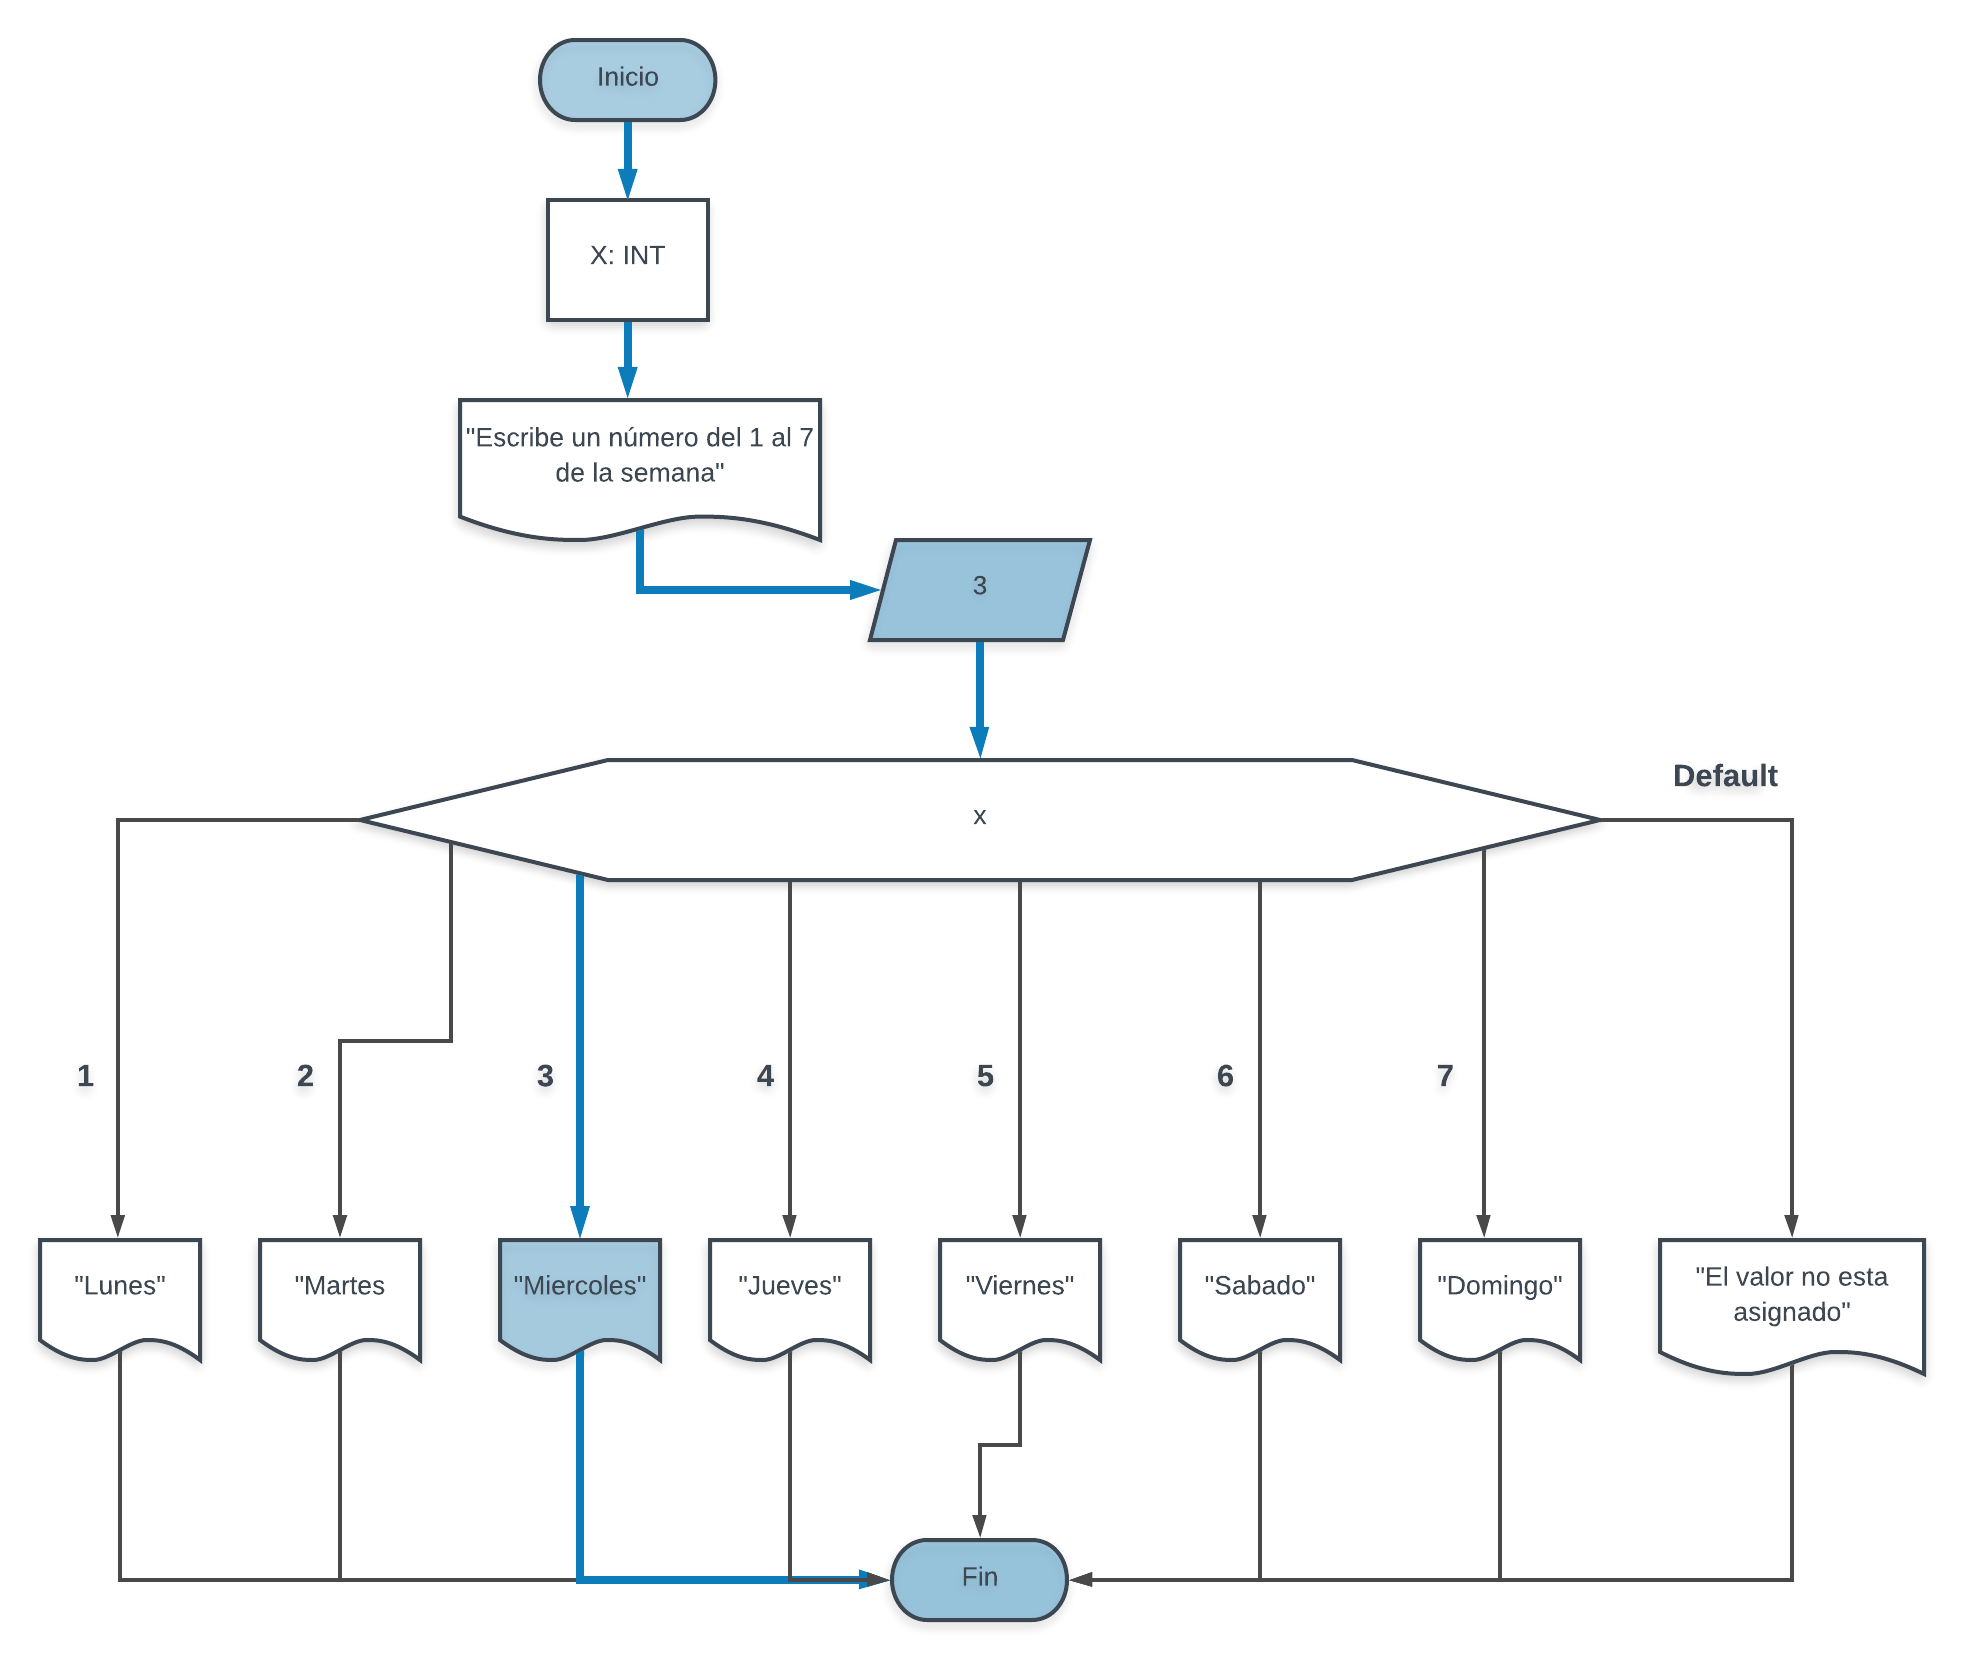 Inicio
X: INT
"Escribe un número del 1 al 7
de la semana"
3
x
Default
1
2
3
4
5
6
7
"Lunes"
"Martes
"Miercoles"
"Jueves"
"Viernes"
"Sabado"
"Domingo"
"El valor no esta
asignado"
Fin